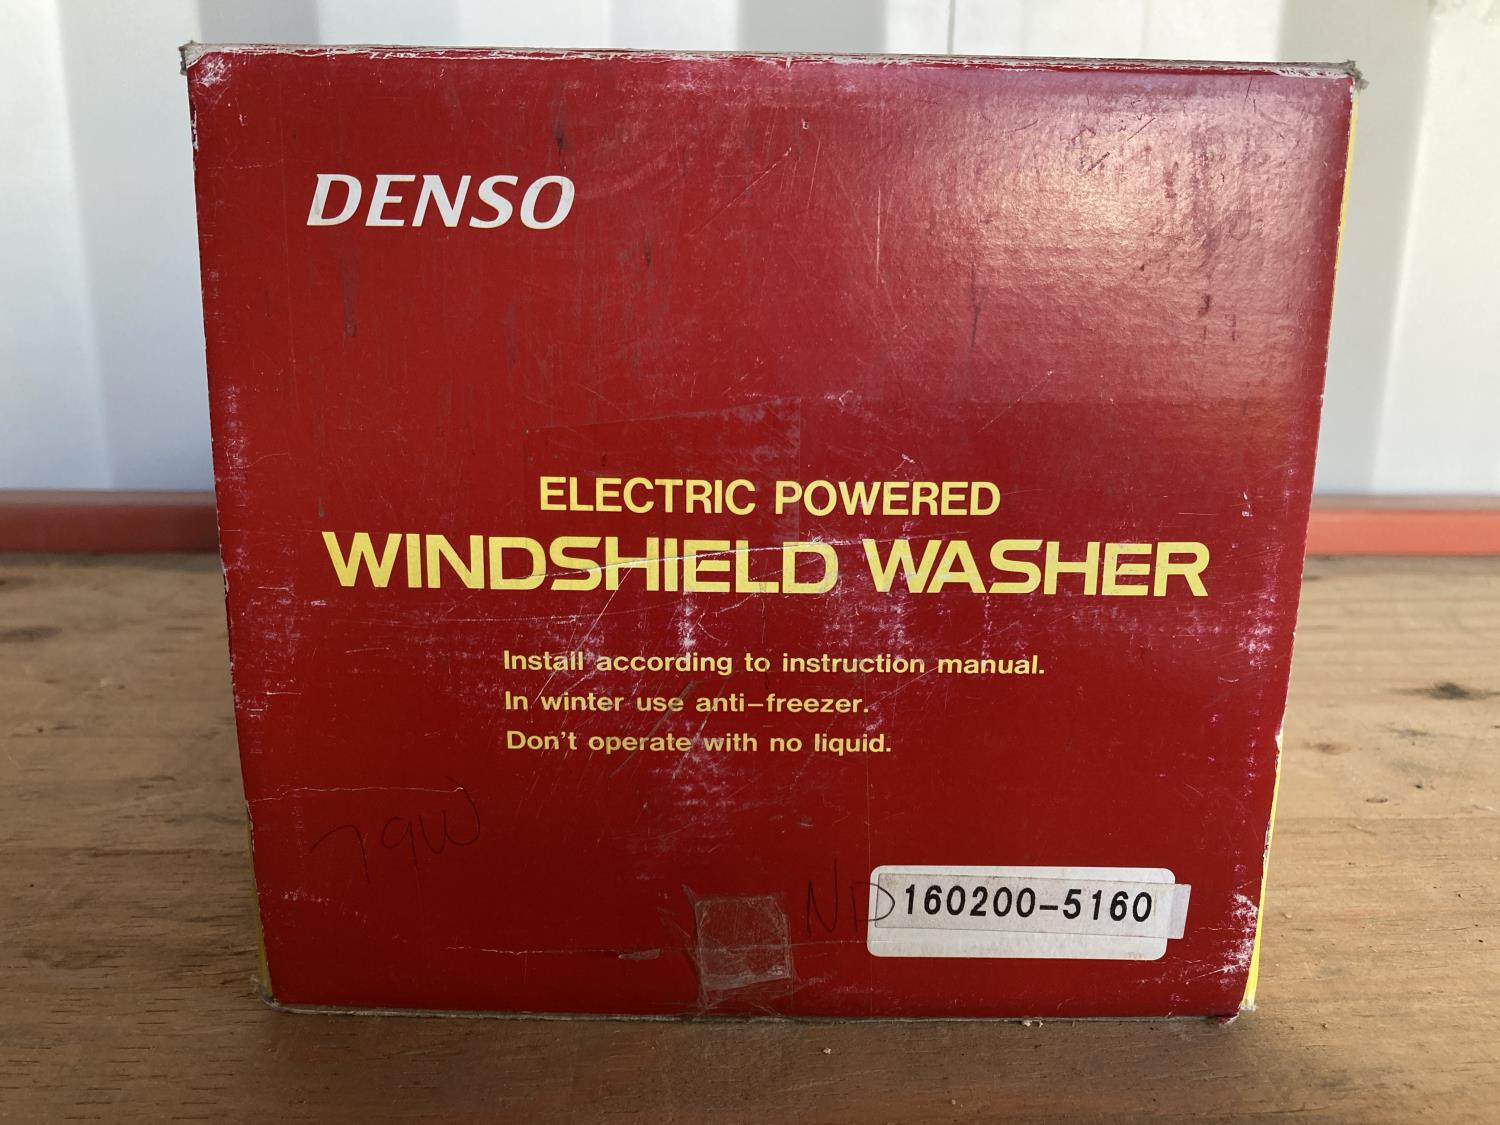 DENSO
ELECTRIC POWERED
WINDSHIELD WASHER
Install according to instruction manual.
In winter use anti-freezer.
Don't operate with no liquid.
79W
ND 160200-5160